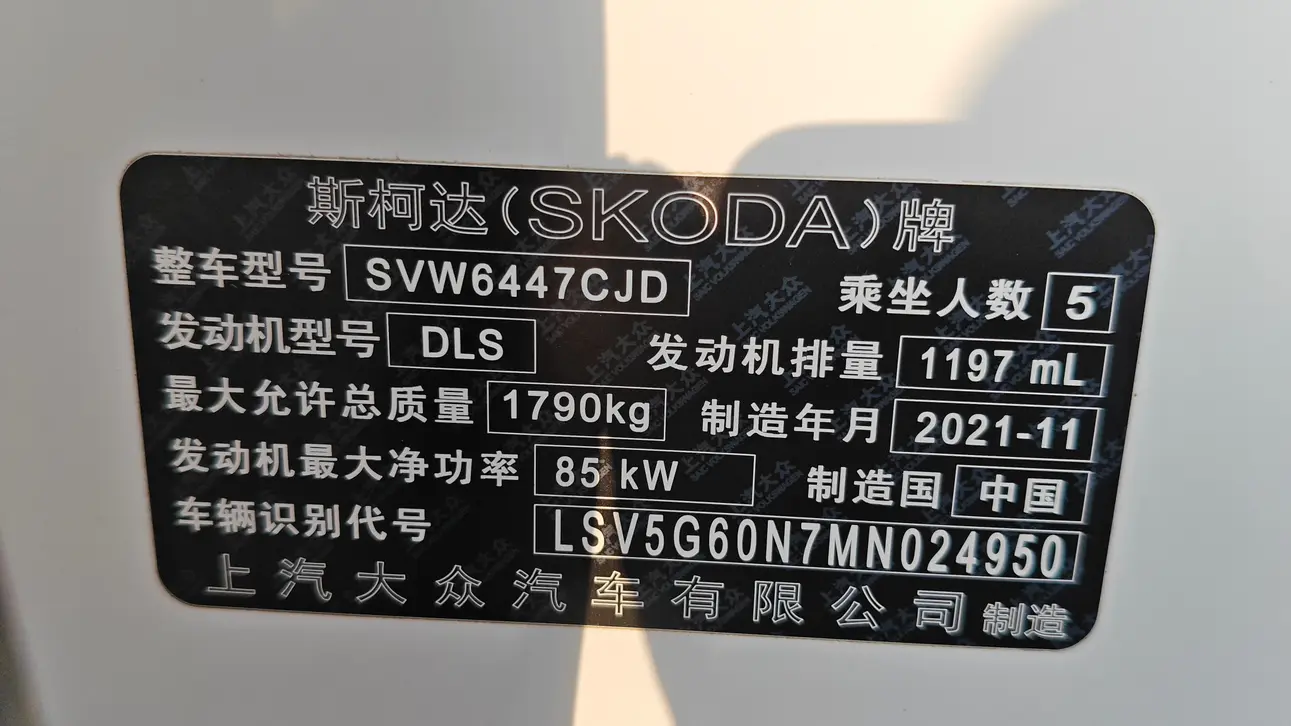 斯柯达(SKODA)牌
整车型号 SVW6447CJD 乘坐人数 5
发动机型号 DLS 发动机排量 1197 mL
最大允许总质量 1790kg 制造年月 2021-11
发动机最大净功率 85 kW 制造国 中国
车辆识别代号 LSV5G60N7MN024950
上汽大众汽车有限公司 制造